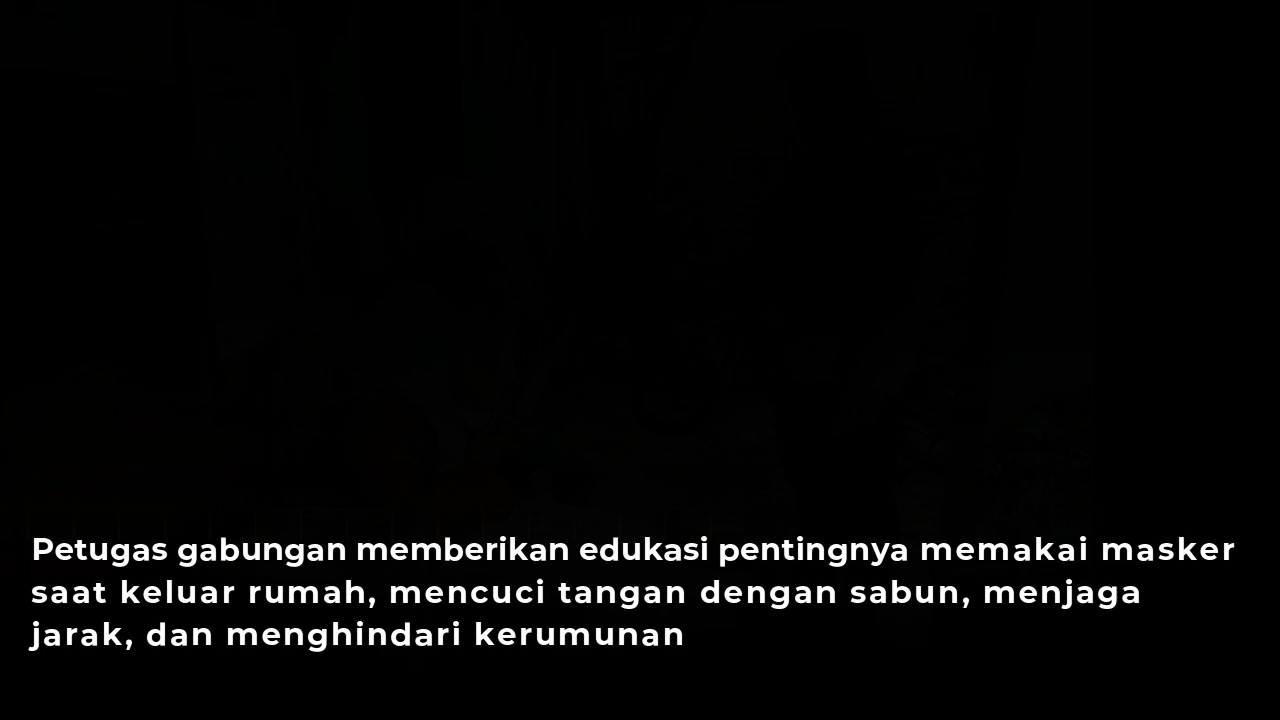 Petugas gabungan memberikan edukasi pentingnya memakai masker
saat keluar rumah, mencuci tangan dengan sabun, menjaga
jarak, dan menghindari kerumunan